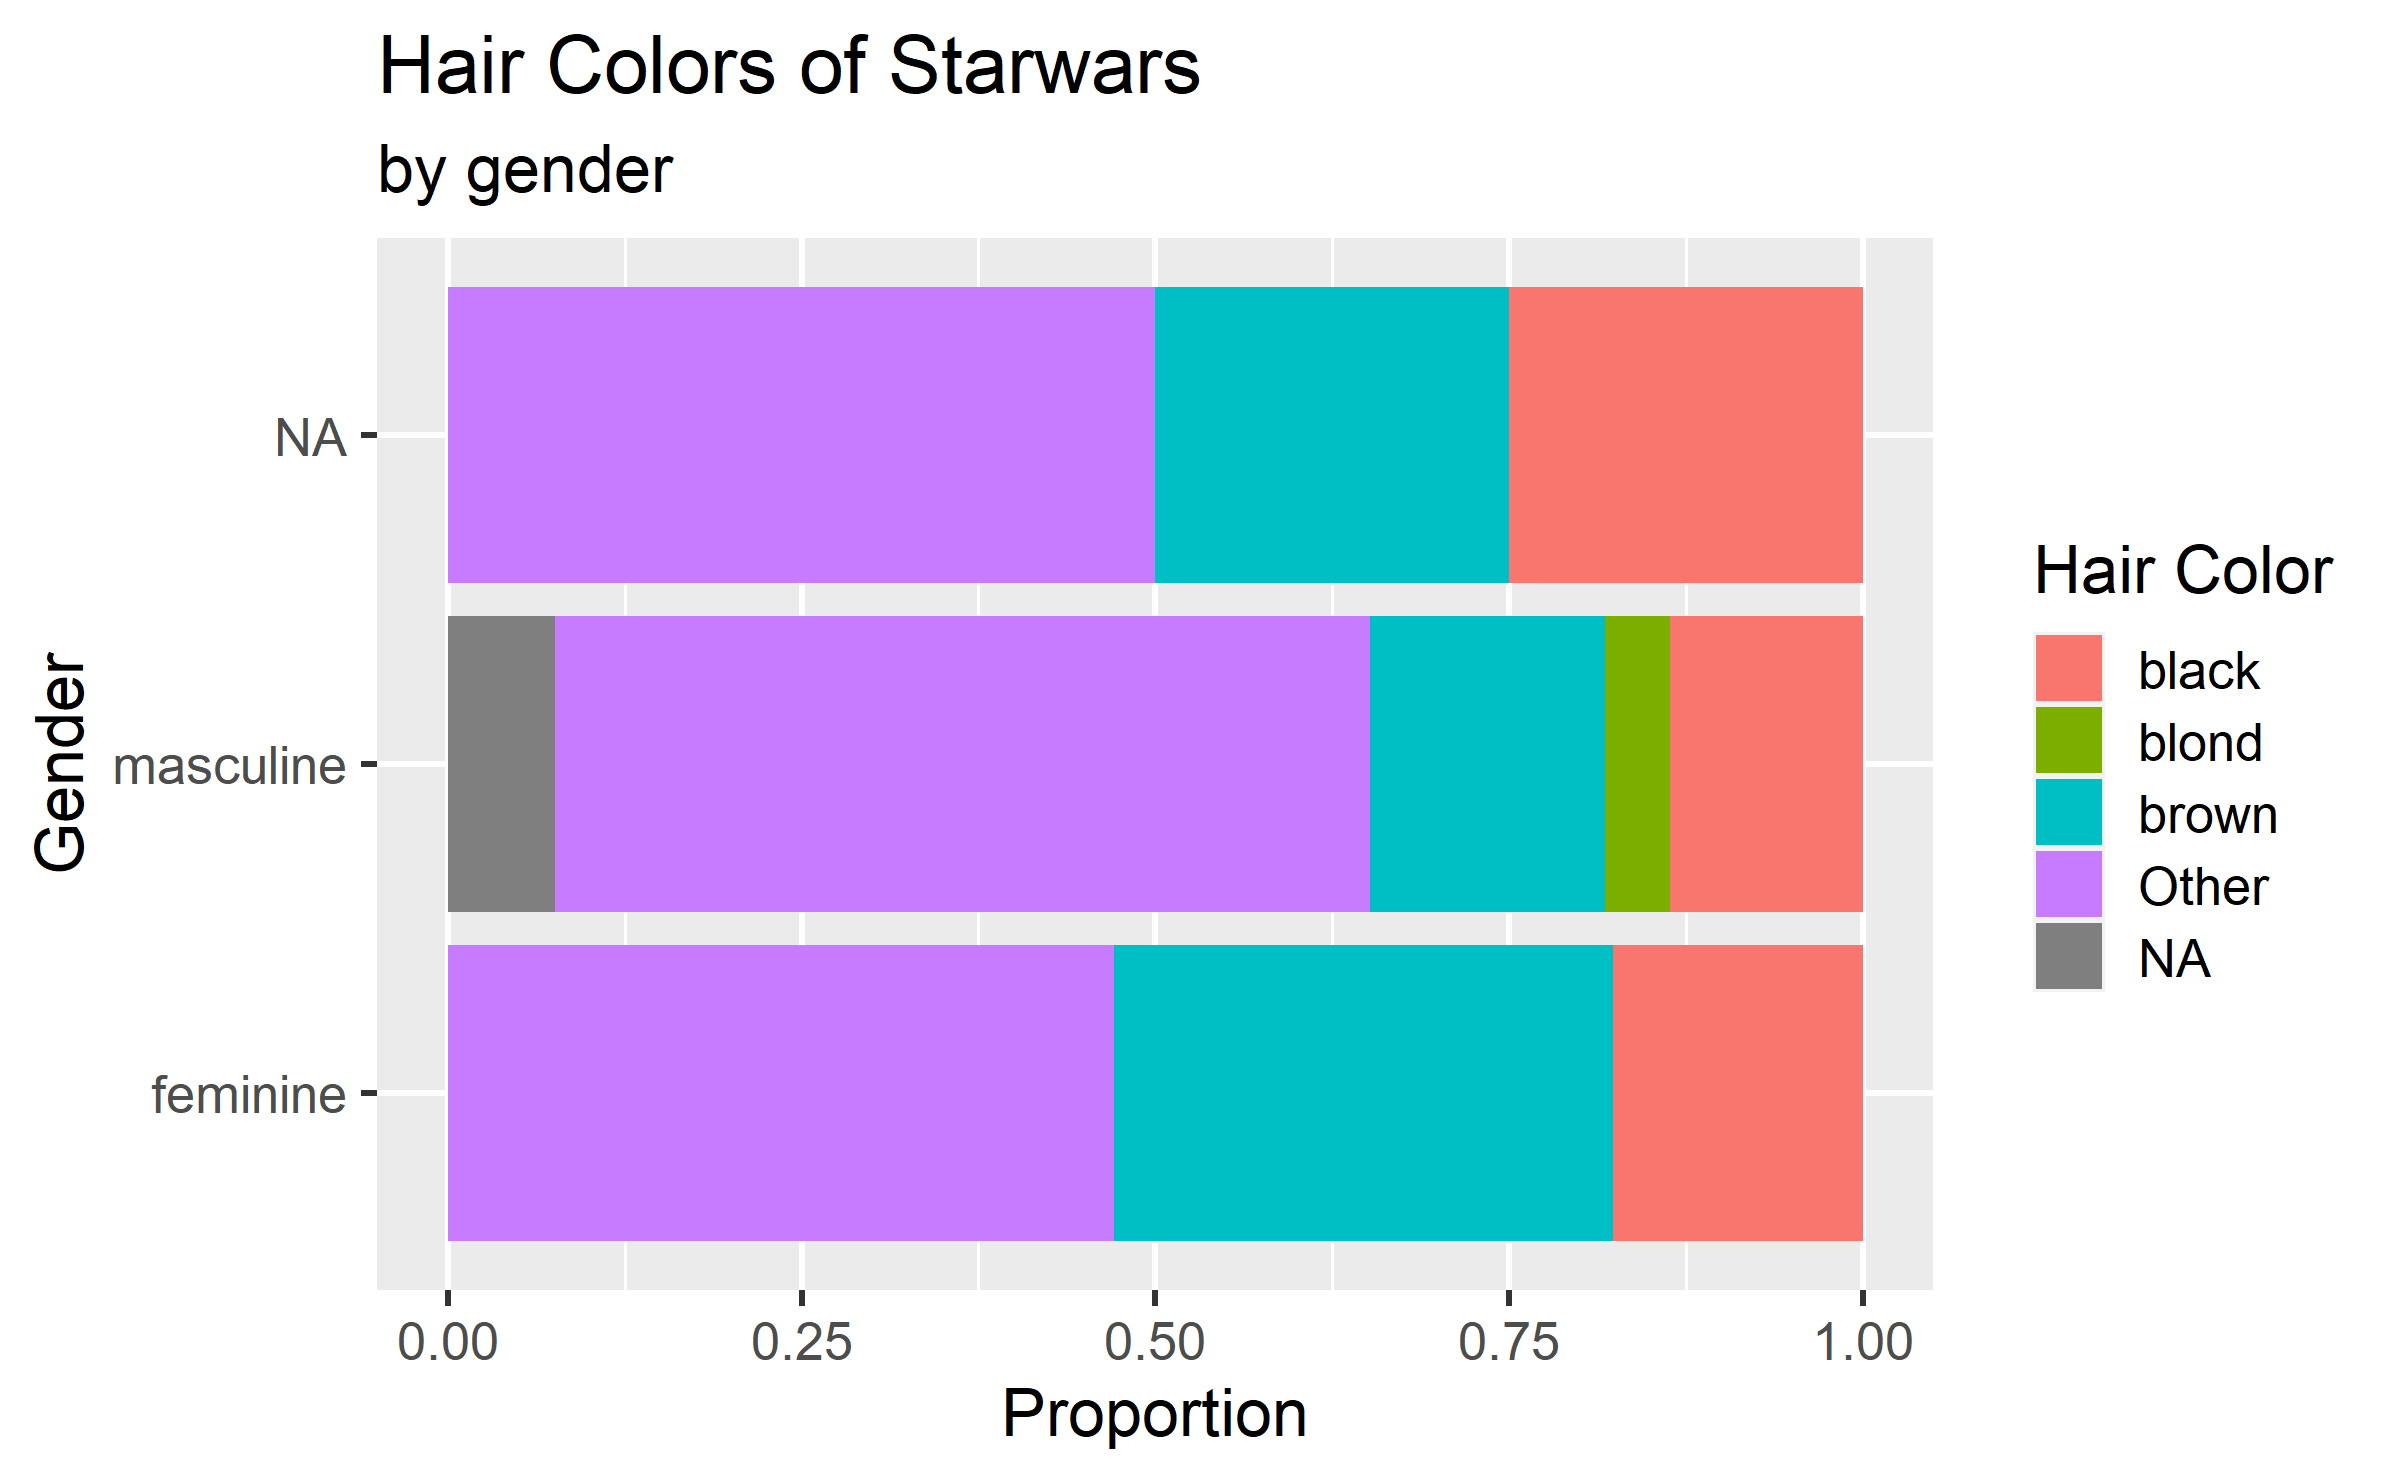 Hair Colors of Starwars
by gender
Gender
NA
masculine
feminine
0.00 0.25 0.50 0.75 1.00
Proportion
Hair Color
black
blond
brown
Other
NA